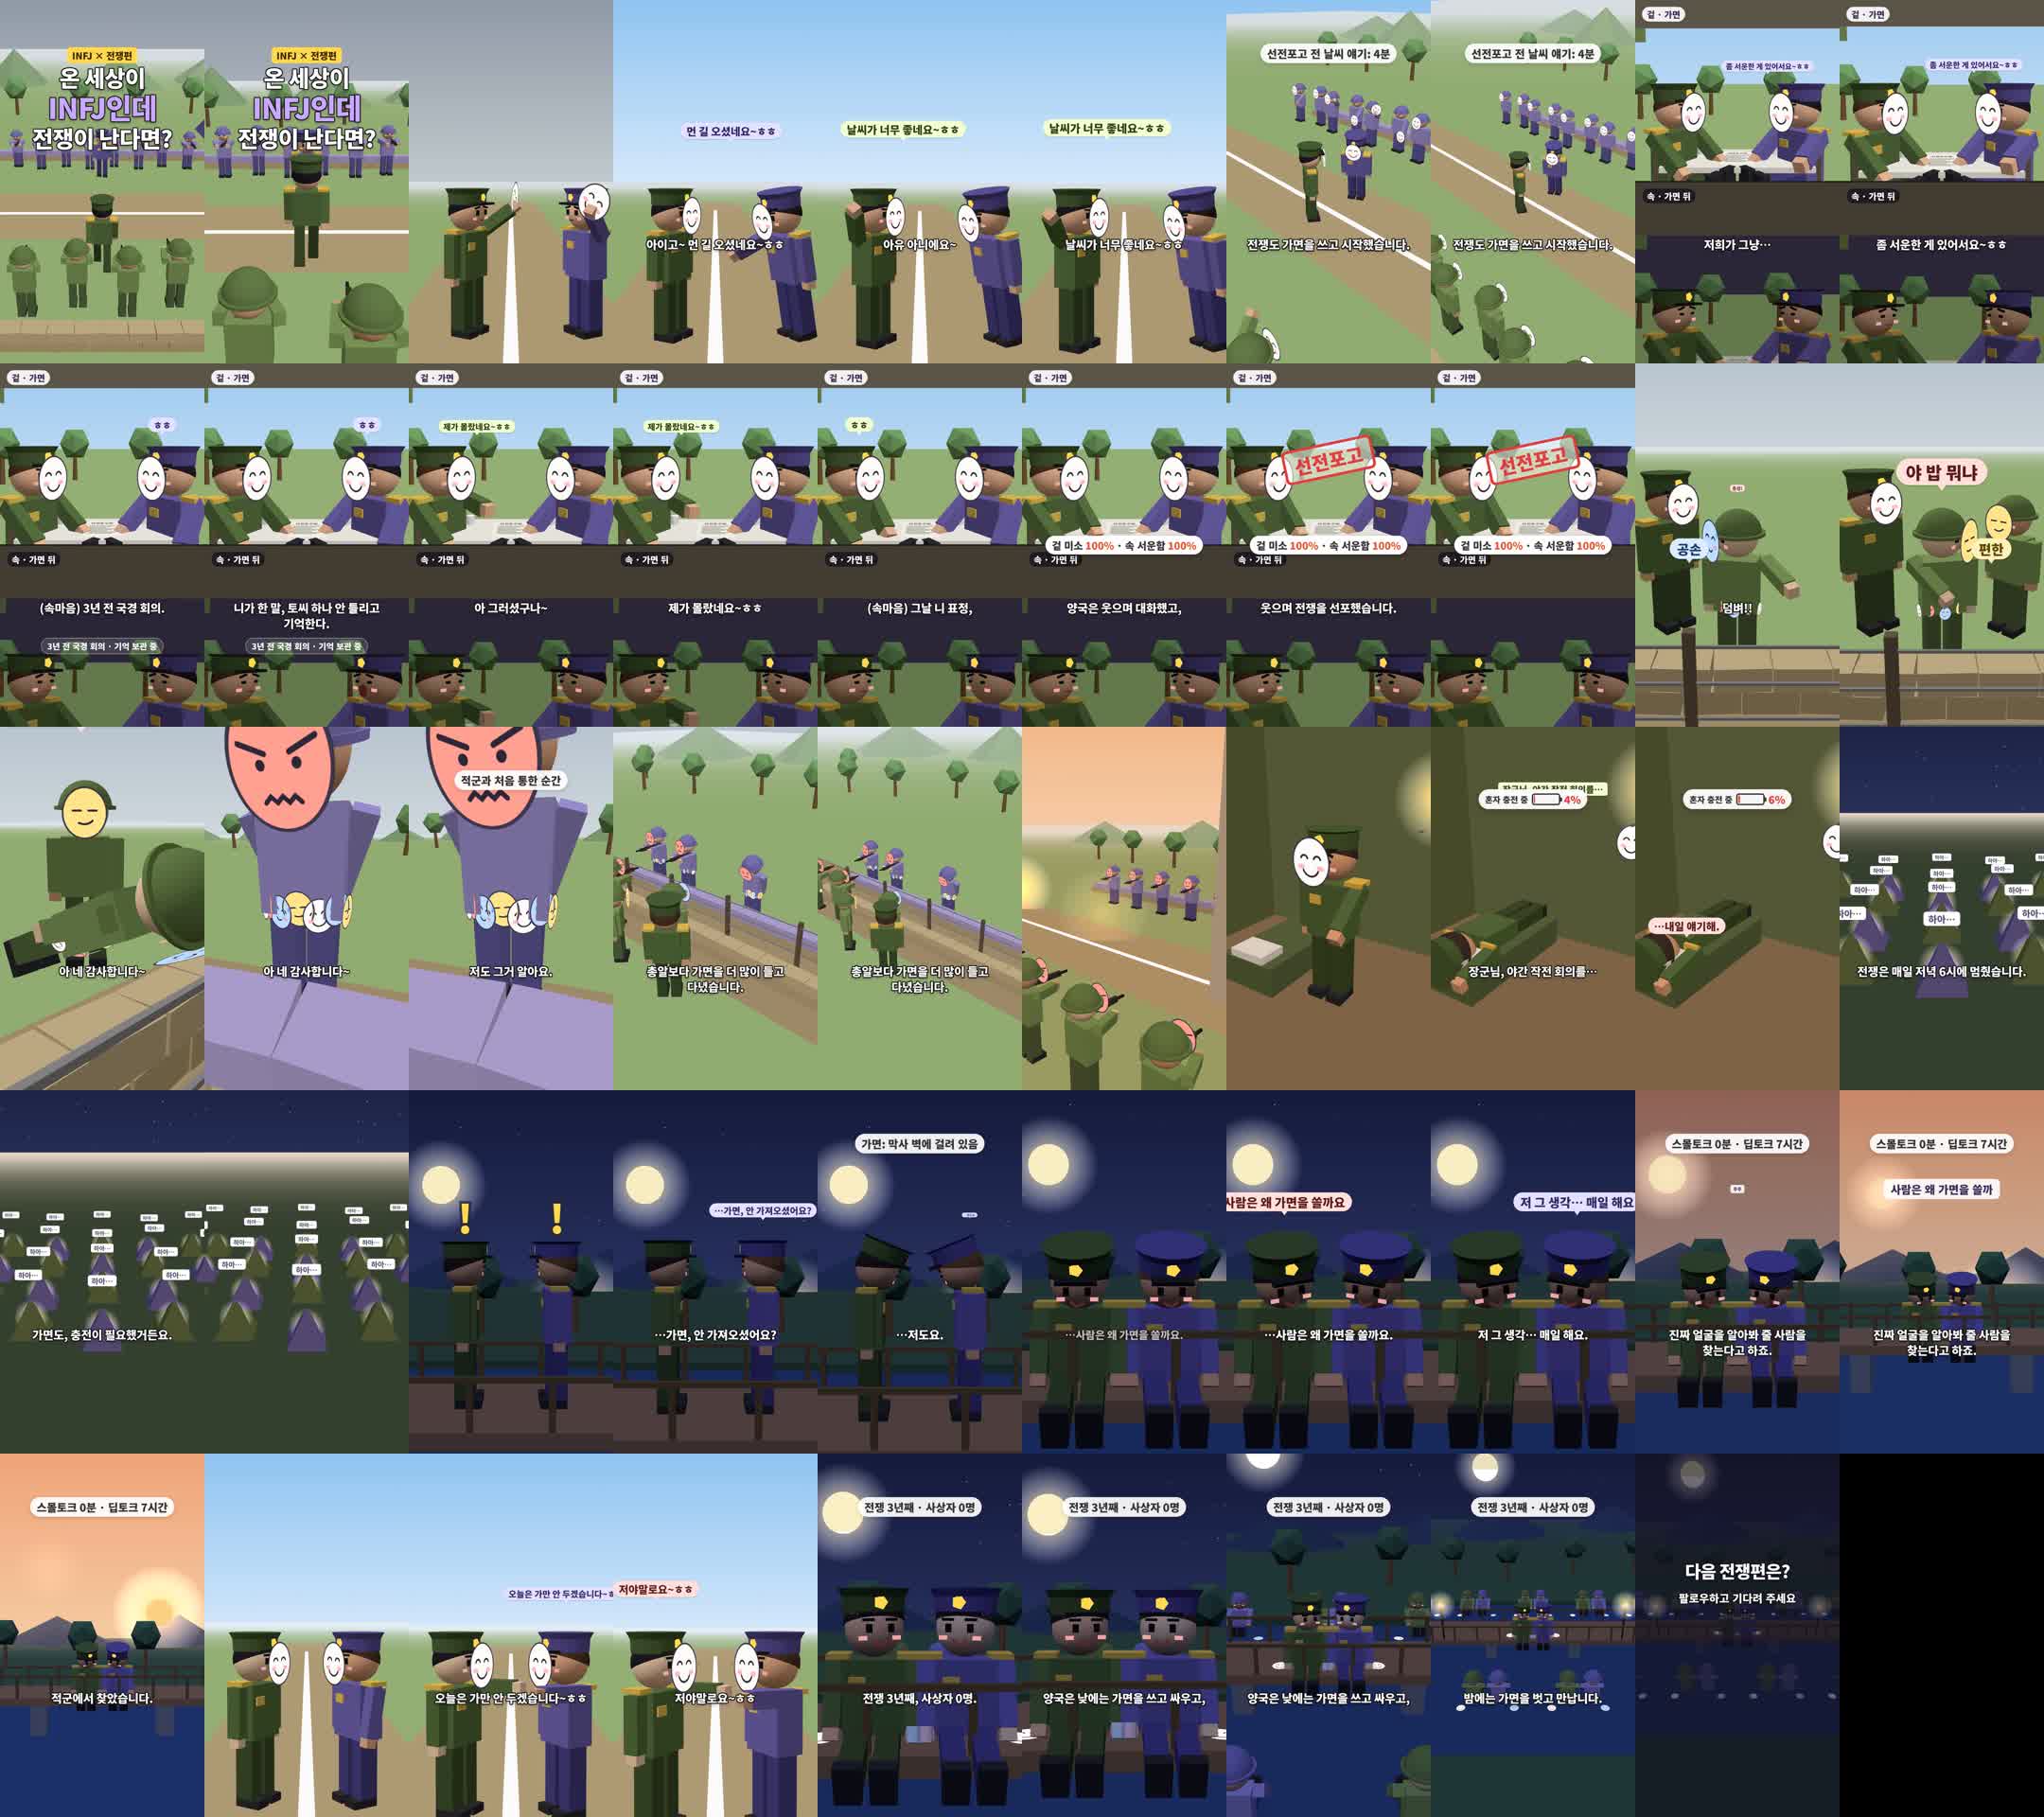 INFJ × 전쟁편
온 세상이
INFJ인데
전쟁이 난다면?
INFJ × 전쟁편
온 세상이
INFJ인데
전쟁이 난다면?
먼 길 오셨네요~ㅎㅎ
아이고~ 먼 길 오셨네요~ㅎㅎ
날씨가 너무 좋네요~ㅎㅎ
아유 아니에요~
날씨가 너무 좋네요~ㅎㅎ
날씨가 너무 좋네요~ㅎㅎ
선전포고 전 날씨 얘기: 4분
전쟁도 가면을 쓰고 시작했습니다.
선전포고 전 날씨 얘기: 4분
전쟁도 가면을 쓰고 시작했습니다.
겉 · 가면
좀 서운한 게 있어서요~ㅎㅎ
속 · 가면 뒤
저희가 그냥…
겉 · 가면
좀 서운한 게 있어서요~ㅎㅎ
속 · 가면 뒤
좀 서운한 게 있어서요~ㅎㅎ
겉 · 가면
ㅎㅎ
속 · 가면 뒤
(속마음) 3년 전 국경 회의.
3년 전 국경 회의 · 기억 보관 중
겉 · 가면
ㅎㅎ
속 · 가면 뒤
니가 한 말, 토씨 하나 안 틀리고
기억한다.
3년 전 국경 회의 · 기억 보관 중
겉 · 가면
제가 몰랐네요~ㅎㅎ
속 · 가면 뒤
아 그러셨구나~
겉 · 가면
제가 몰랐네요~ㅎㅎ
속 · 가면 뒤
제가 몰랐네요~ㅎㅎ
겉 · 가면
ㅎㅎ
속 · 가면 뒤
(속마음) 그날 니 표정,
겉 · 가면
겉 미소 100% · 속 서운함 100%
속 · 가면 뒤
양국은 웃으며 대화했고,
겉 · 가면
선전포고
겉 미소 100% · 속 서운함 100%
속 · 가면 뒤
웃으며 전쟁을 선포했습니다.
겉 · 가면
선전포고
겉 미소 100% · 속 서운함 100%
속 · 가면 뒤
공손
덤벼!!
야 밥 뭐냐
편한
아 네 감사합니다~
아 네 감사합니다~
적군과 처음 통한 순간
저도 그거 알아요.
총알보다 가면을 더 많이 들고
다녔습니다.
총알보다 가면을 더 많이 들고
다녔습니다.
혼자 충전 중 4%
장군님, 야간 작전 회의를…
혼자 충전 중 6%
…내일 얘기해.
하아…
하아…
하아…
하아…
하아…
전쟁은 매일 저녁 6시에 멈췄습니다.
하아…
하아…
하아…
하아…
하아…
하아…
가면도, 충전이 필요했거든요.
하아…
하아…
하아…
하아…
하아…
하아…
!
!
…가면, 안 가져오셨어요?
…가면, 안 가져오셨어요?
가면: 막사 벽에 걸려 있음
…저도요.
…사람은 왜 가면을 쓸까요.
사람은 왜 가면을 쓸까요
…사람은 왜 가면을 쓸까요.
저 그 생각… 매일 해요
저 그 생각… 매일 해요.
스몰토크 0분 · 딥토크 7시간
진짜 얼굴을 알아봐 줄 사람을
찾는다고 하죠.
스몰토크 0분 · 딥토크 7시간
사람은 왜 가면을 쓸까
진짜 얼굴을 알아봐 줄 사람을
찾는다고 하죠.
스몰토크 0분 · 딥토크 7시간
적군에서 찾았습니다.
오늘은 가만 안 두겠습니다~
오늘은 가만 안 두겠습니다~ㅎㅎ
저야말로요~ㅎㅎ
저야말로요~ㅎㅎ
전쟁 3년째 · 사상자 0명
전쟁 3년째, 사상자 0명.
전쟁 3년째 · 사상자 0명
양국은 낮에는 가면을 쓰고 싸우고,
전쟁 3년째 · 사상자 0명
양국은 낮에는 가면을 쓰고 싸우고,
전쟁 3년째 · 사상자 0명
밤에는 가면을 벗고 만납니다.
다음 전쟁편은?
팔로우하고 기다려 주세요